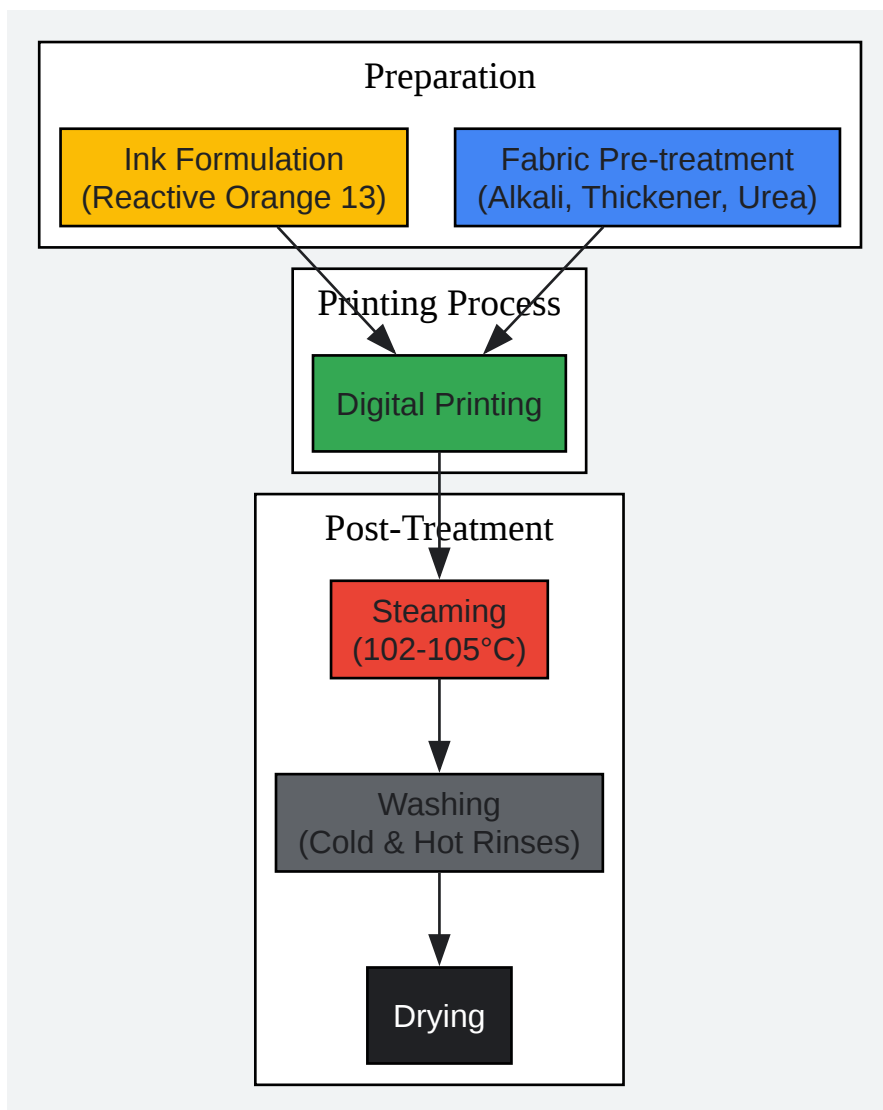 Preparation
Ink Formulation
(Reactive Orange 13)
Fabric Pre-treatment
(Alkali, Thickener, Urea)
Printing Process
Digital Printing
Post-Treatment
Steaming
(102-105°C)
Washing
(Cold & Hot Rinses)
Drying